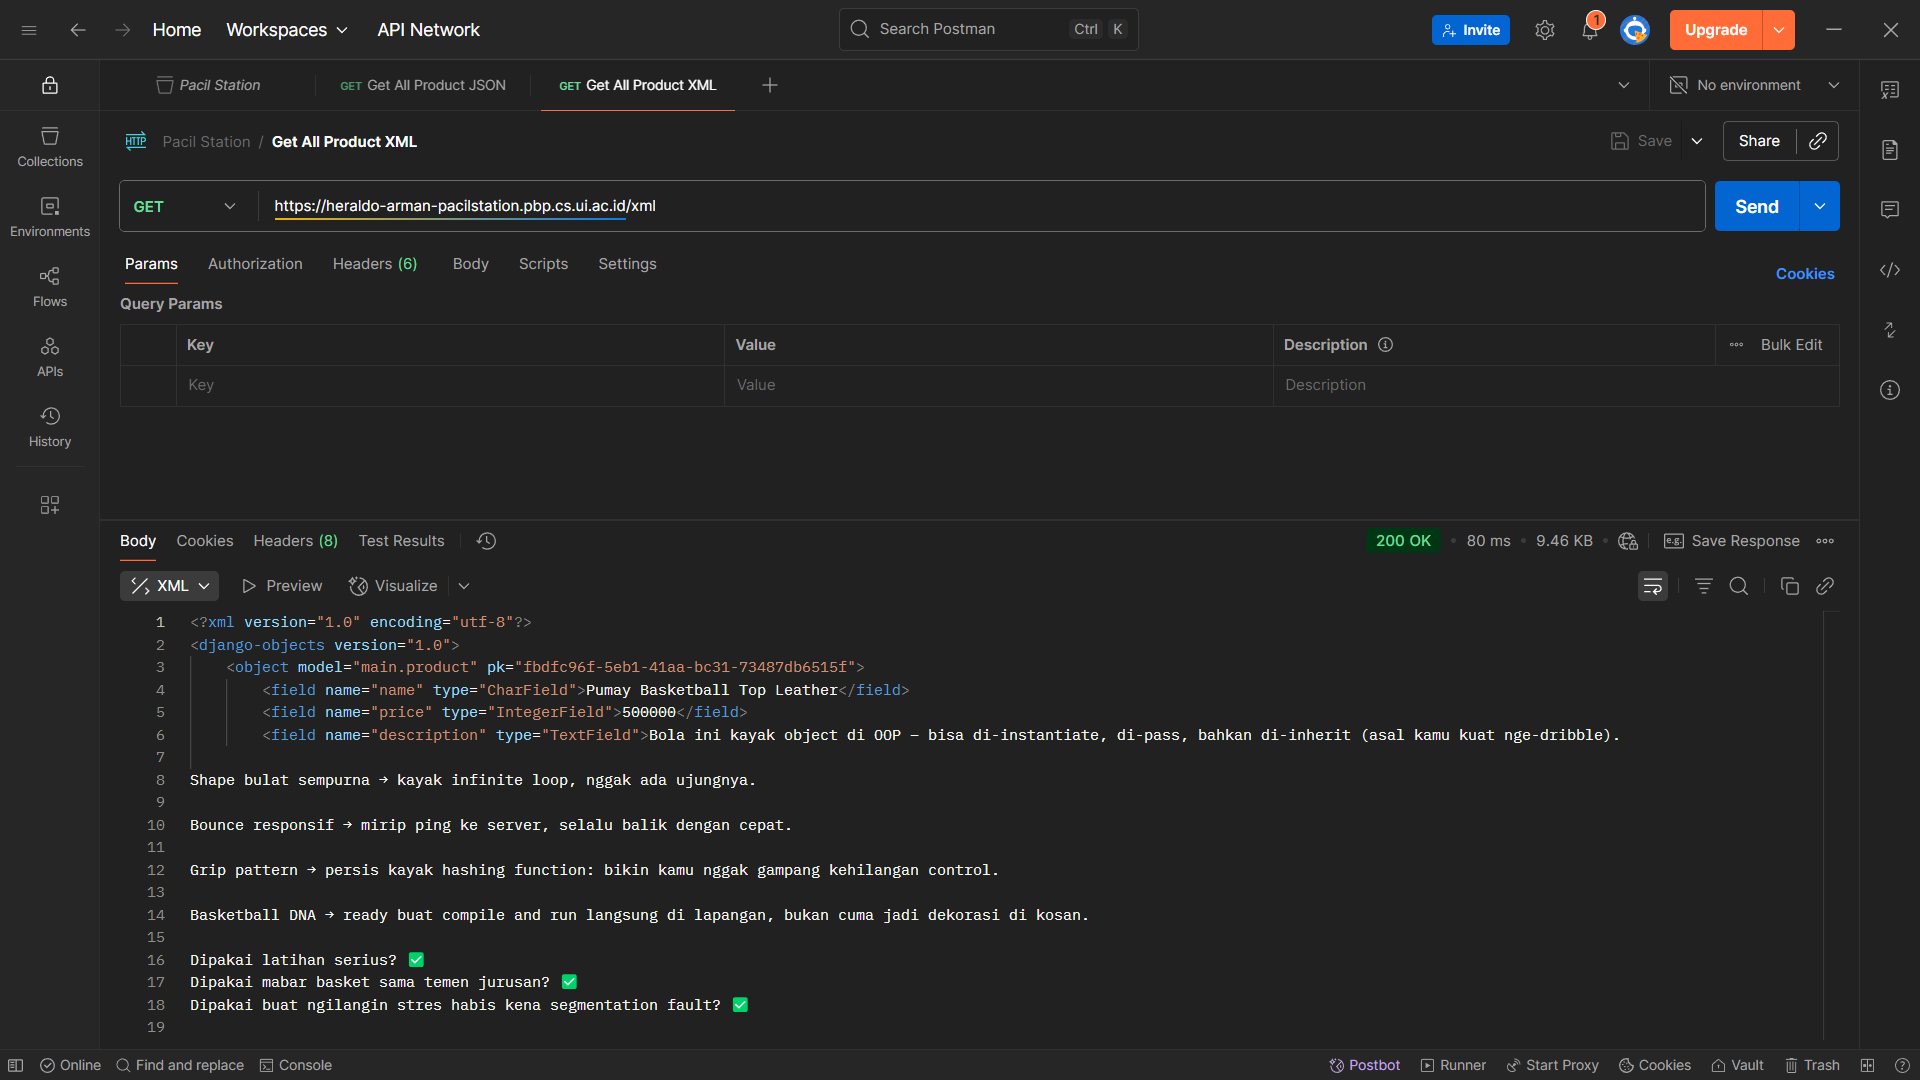 Home
Workspaces
API Network
Search Postman
Ctrl
K
Invite
1
Upgrade
Pacil Station
GET Get All Product JSON
GET Get All Product XML
No environment
HTTP
Pacil Station / Get All Product XML
Save
Share
Collections
Environments
Flows
APIs
History
GET
https://heraldo-arman-pacilstation.pbp.cs.ui.ac.id/xml
Send
Params
Authorization
Headers (6)
Body
Scripts
Settings
Cookies
Query Params
Key
Value
Description
Bulk Edit
Key
Value
Description
Body
Cookies
Headers (8)
Test Results
200 OK
80 ms
9.46 KB
e.g.
Save Response
XML
Preview
Visualize
1 <?xml version="1.0" encoding="utf-8"?>
2 <django-objects version="1.0">
3 <object model="main.product" pk="fbdfc96f-5eb1-41aa-bc31-73487db6515f">
4 <field name="name" type="CharField">Pumay Basketball Top Leather</field>
5 <field name="price" type="IntegerField">500000</field>
6 <field name="description" type="TextField">Bola ini kayak object di OOP — bisa di-instantiate, di-pass, bahkan di-inherit (asal kamu kuat nge-dribble).
7
8 Shape bulat sempurna → kayak infinite loop, nggak ada ujungnya.
9
10 Bounce responsif → mirip ping ke server, selalu balik dengan cepat.
11
12 Grip pattern → persis kayak hashing function: bikin kamu nggak gampang kehilangan control.
13
14 Basketball DNA → ready buat compile and run langsung di lapangan, bukan cuma jadi dekorasi di kosan.
15
16 Dipakai latihan serius? ✅
17 Dipakai mabar basket sama temen jurusan? ✅
18 Dipakai buat ngilangin stres habis kena segmentation fault? ✅
19
Online
Find and replace
Console
Postbot
Runner
Start Proxy
Cookies
Vault
Trash